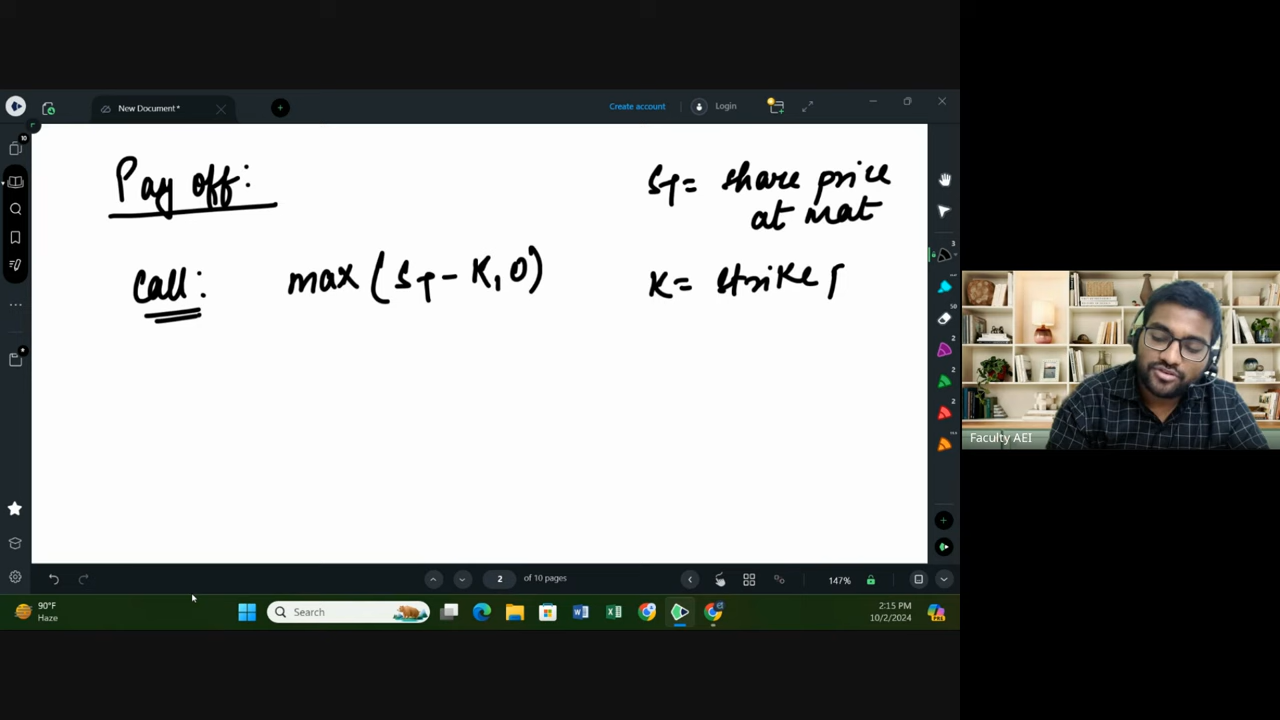 New Document*
Create account
Login
Pay off:
ST= share price
at mat
Call: max (ST - K, 0)
K= strike p
Faculty AEI
2 of 10 pages
147%
90°F
Haze
Search
2:15 PM
10/2/2024